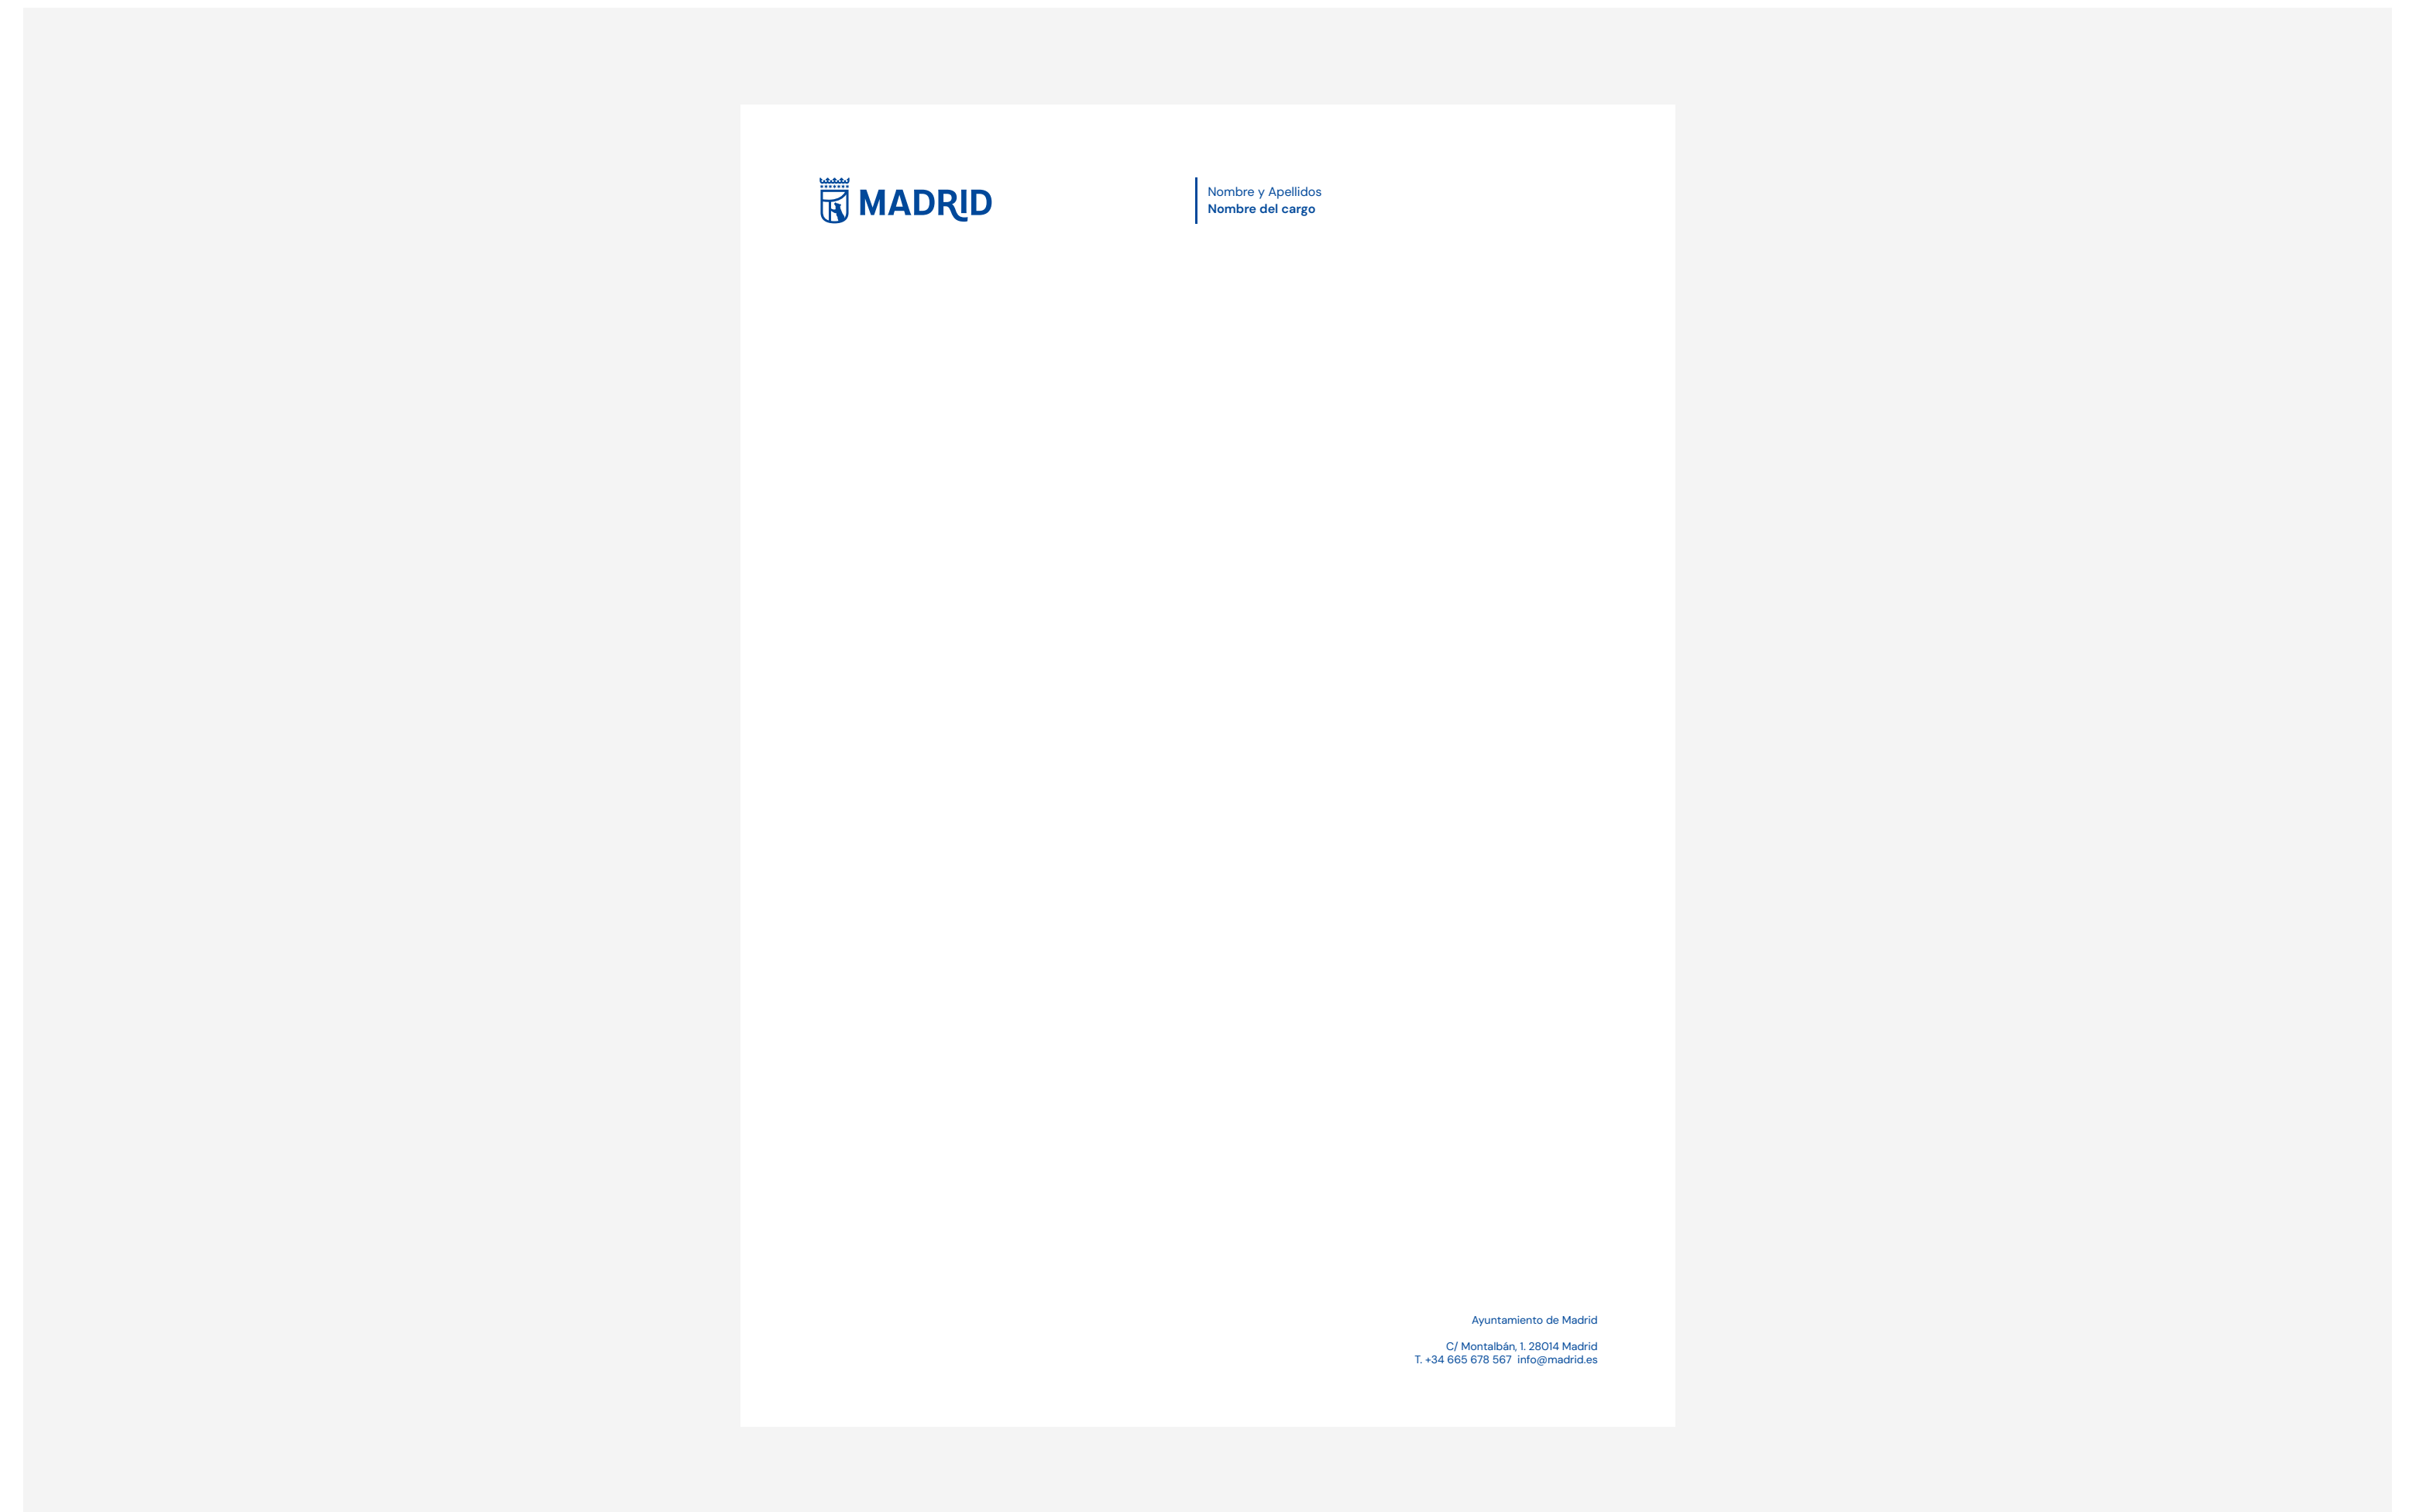 MADRID
Nombre y Apellidos
Nombre del cargo
Ayuntamiento de Madrid
C/ Montalbán, 1. 28014 Madrid
T. +34 665 678 567 info@madrid.es